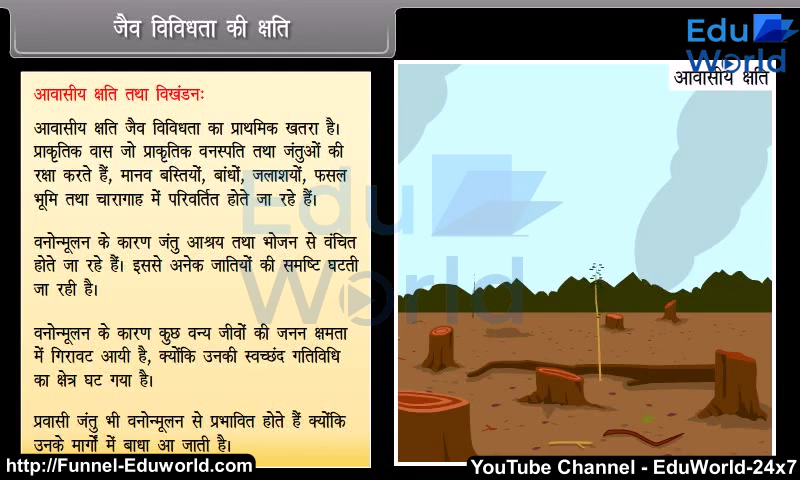 जैव विविधता की क्षति
Edu
World
आवासीय क्षति
आवासीय क्षति तथा विखंडनः
आवासीय क्षति जैव विविधता का प्राथमिक खतरा है।
प्राकृतिक वास जो प्राकृतिक वनस्पति तथा जंतुओं की
रक्षा करते हैं, मानव बस्तियों, बांधों, जलाशयों, फसल
भूमि तथा चारागाह में परिवर्तित होते जा रहे हैं।
वनोन्मूलन के कारण जंतु आश्रय तथा भोजन से वंचित
होते जा रहे हैं। इससे अनेक जातियों की समष्टि घटती
जा रही है।
वनोन्मूलन के कारण कुछ वन्य जीवों की जनन क्षमता
में गिरावट आयी है, क्योंकि उनकी स्वच्छंद गतिविधि
का क्षेत्र घट गया है।
प्रवासी जंतु भी वनोन्मूलन से प्रभावित होते हैं क्योंकि
उनके मार्गों में बाधा आ जाती है।
Edu
World
http://Funnel-Eduworld.com
YouTube Channel - EduWorld-24x7